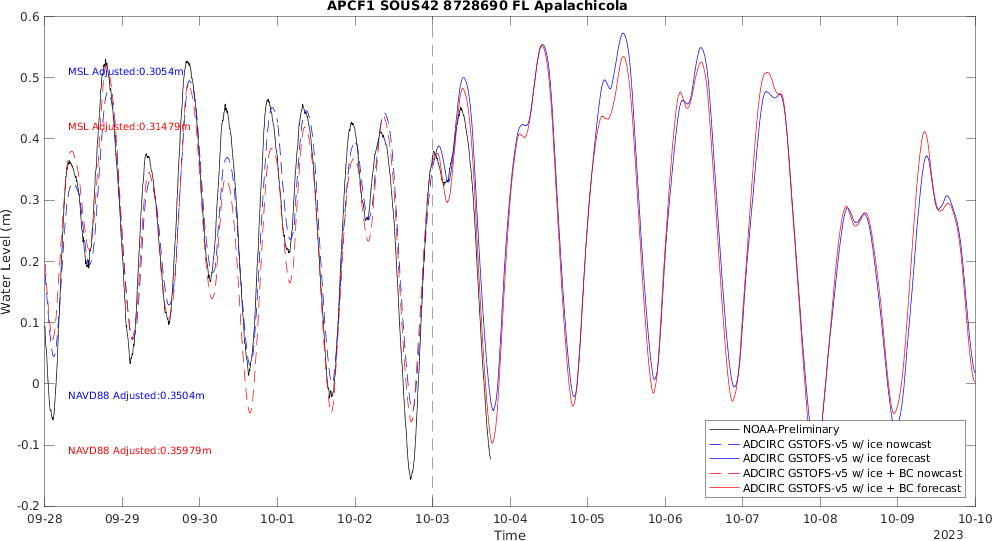 APCF1 SOUS42 8728690 FL Apalachicola
0.6
0.5
0.4
0.3
0.2
0.1
0
-0.1
-0.2
Water Level (m)
MSL Adjusted:0.3054m
MSL Adjusted:0.31479m
NAVD88 Adjusted:0.3504m
NAVD88 Adjusted:0.35979m
NOAA-Preliminary
ADCIRC GSTOFS-v5 w/ ice nowcast
ADCIRC GSTOFS-v5 w/ ice forecast
ADCIRC GSTOFS-v5 w/ ice + BC nowcast
ADCIRC GSTOFS-v5 w/ ice + BC forecast
09-28 09-29 09-30 10-01 10-02 10-03 10-04 10-05 10-06 10-07 10-08 10-09 10-10
Time
2023